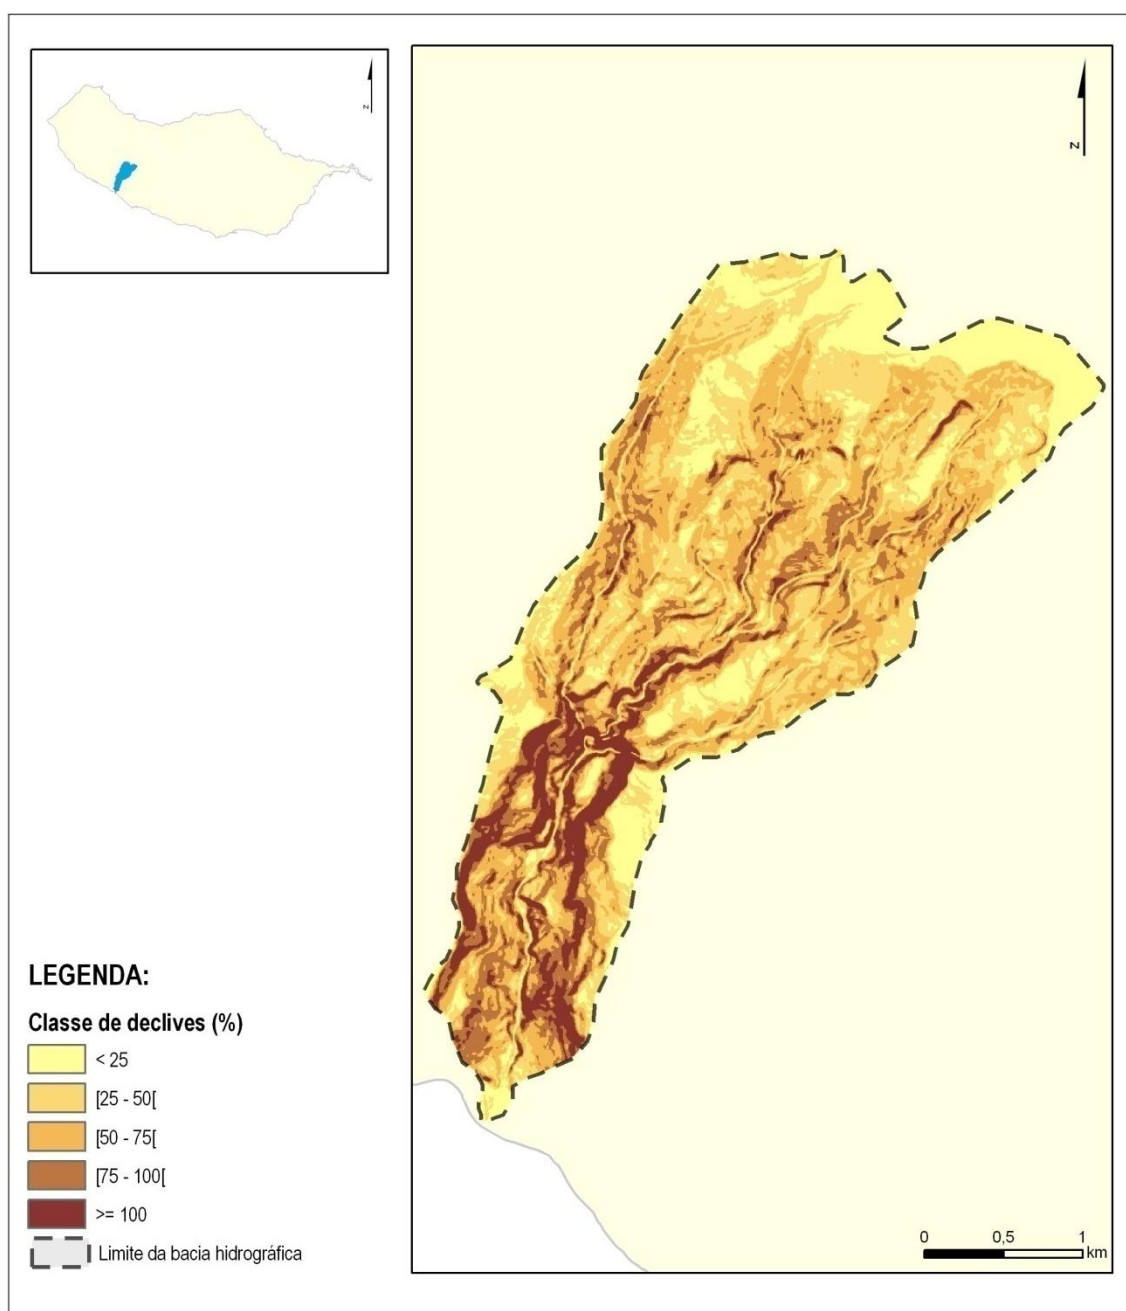 N
N
LEGENDA:
Classe de declives (%)
< 25
[25 - 50[
[50 - 75[
[75 - 100[
>= 100
Limite da bacia hidrográfica
0 0,5 1
km